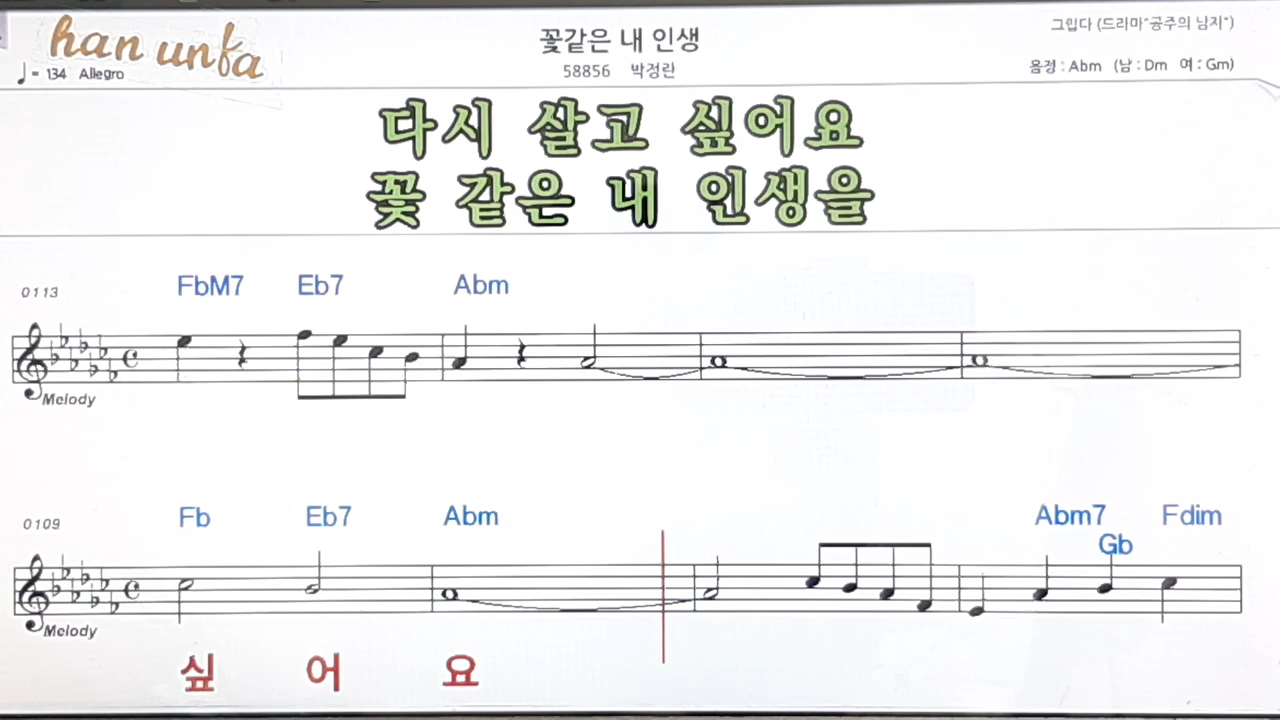 han unfa
♩= 134 Allegro
꽃같은 내 인생
58856 박정란
그립다 (드라마"공주의 남지")
음정 : Abm (남 : Dm 여 : Gm)
다시 살고 싶어요
꽃 같은 내 인생을
0113
FbM7 Eb7 Abm
Melody
0109
Fb Eb7 Abm Abm7 Fdim
Gb
Melody
싶 어 요